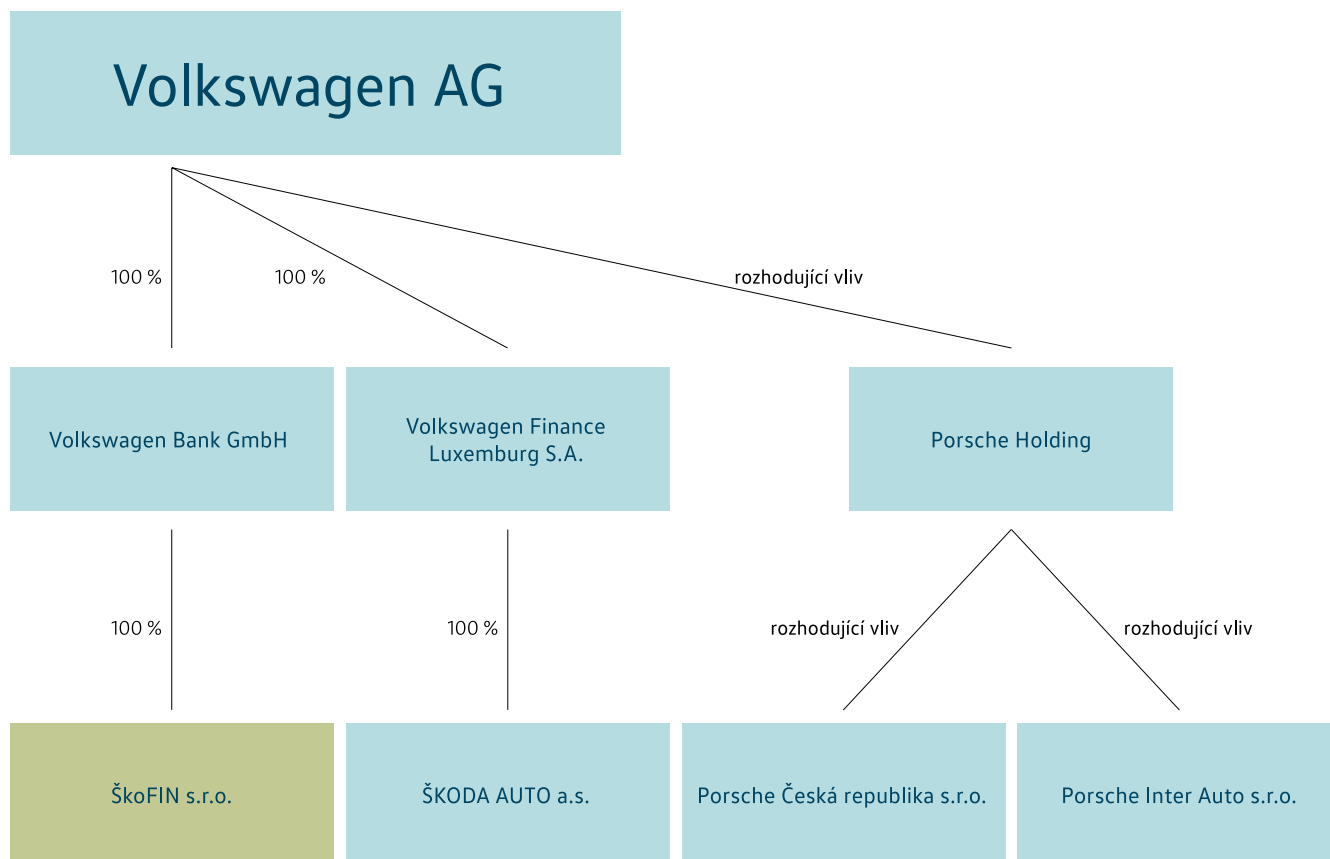 Volkswagen AG
100 %
100 %
rozhodující vliv
Volkswagen Bank GmbH
Volkswagen Finance
Luxemburg S.A.
Porsche Holding
100 %
100 %
rozhodující vliv
rozhodující vliv
ŠkoFIN s.r.o.
ŠKODA AUTO a.s.
Porsche Česká republika s.r.o.
Porsche Inter Auto s.r.o.